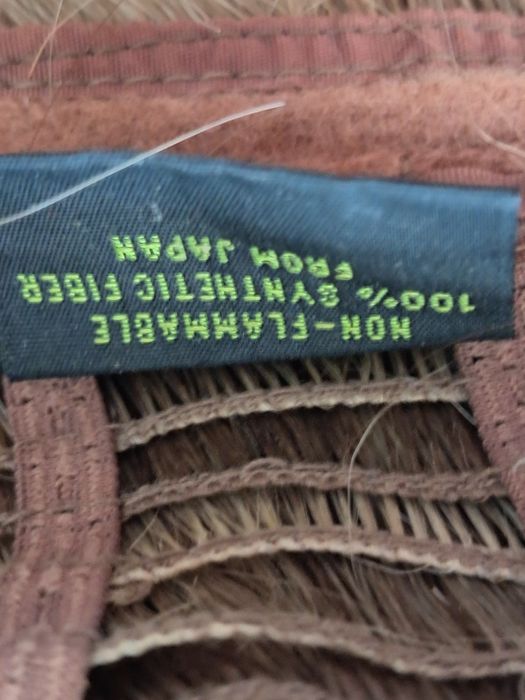 NON-FLAMMABLE
100% SYNTHETIC FIBER
FROM JAPAN